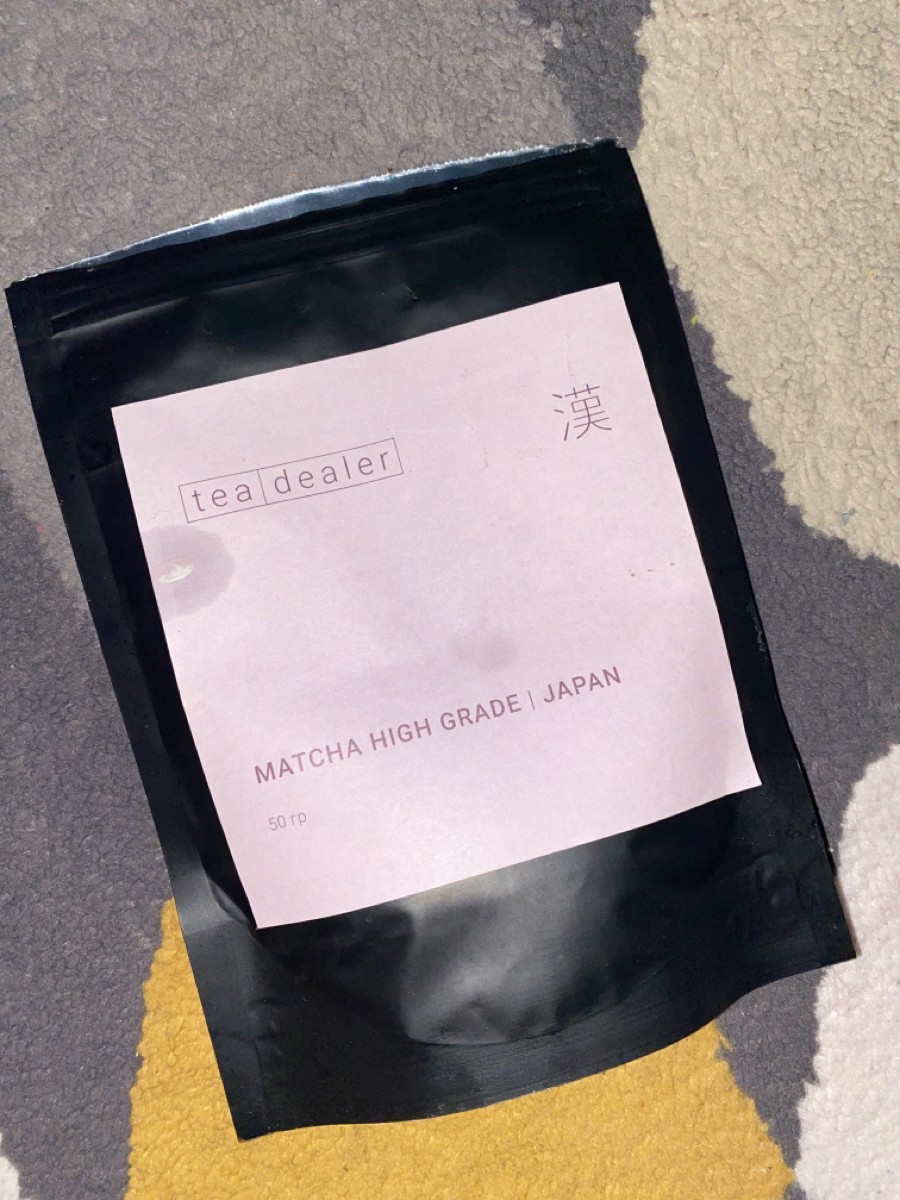 漢
tea dealer
MATCHA HIGH GRADE | JAPAN
50 гр